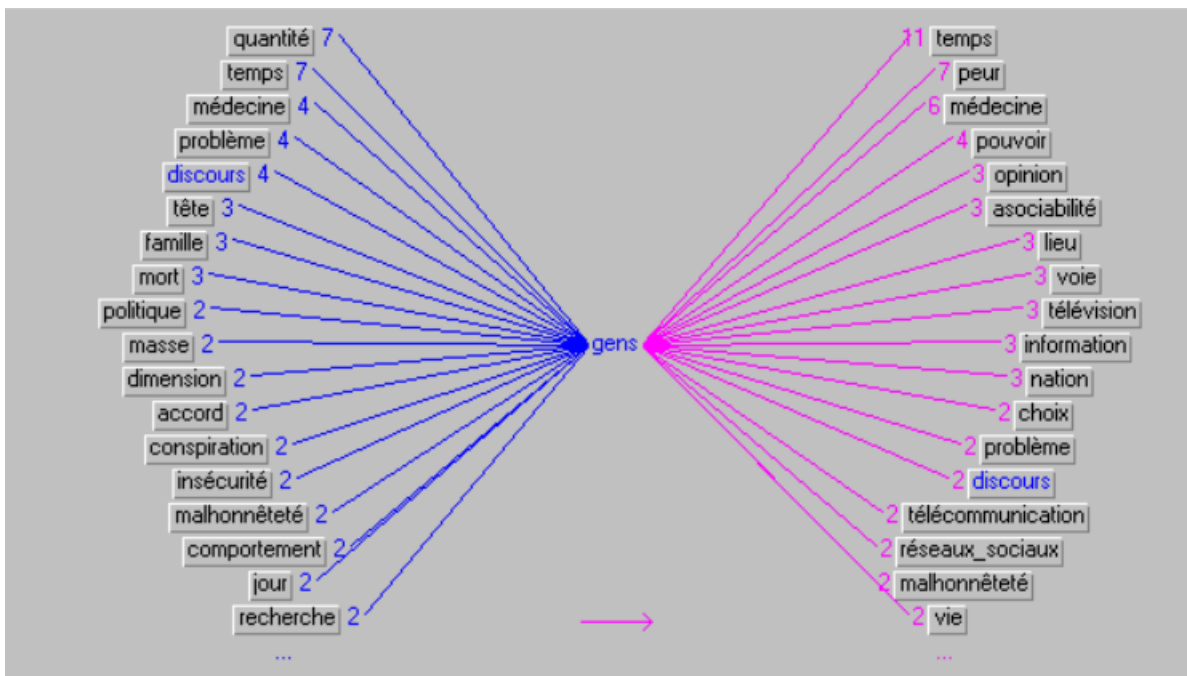 quantité 7
temps 7
médecine 4
problème 4
discours 4
tête 3
famille 3
mort 3
politique 2
masse 2
dimension 2
accord 2
conspiration 2
insécurité 2
malhonnêteté 2
comportement 2
jour 2
recherche 2
...
gens
11 temps
7 peur
6 médecine
4 pouvoir
3 opinion
3 asociabilité
3 lieu
3 voie
3 télévision
3 information
3 nation
2 choix
2 problème
2 discours
2 télécommunication
2 réseaux_sociaux
2 malhonnêteté
2 vie
...